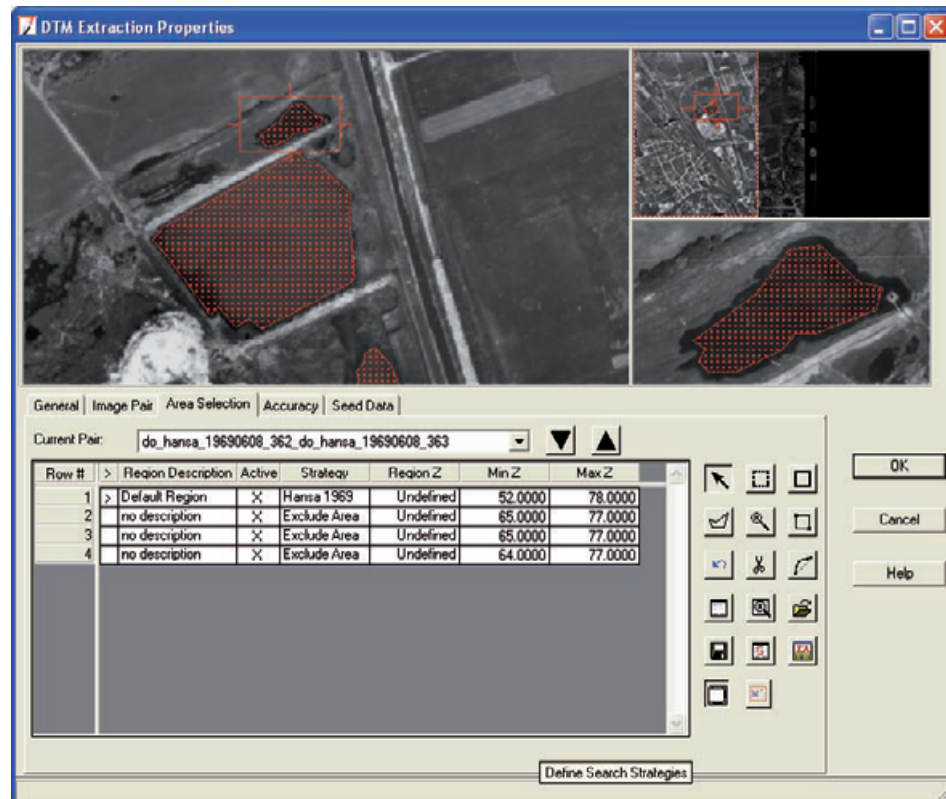 DTM Extraction Properties
General Image Pair Area Selection Accuracy Seed Data
Current Pair: do_hansa_19690608_362_do_hansa_19690608_363
Row # > Region Description Active Strategy Region Z Min Z Max Z
1 > Default Region X Hansa 1969 Undefined 52.0000 78.0000
2 no description X Exclude Area Undefined 65.0000 77.0000
3 no description X Exclude Area Undefined 65.0000 77.0000
4 no description X Exclude Area Undefined 64.0000 77.0000
OK
Cancel
Help
Define Search Strategies